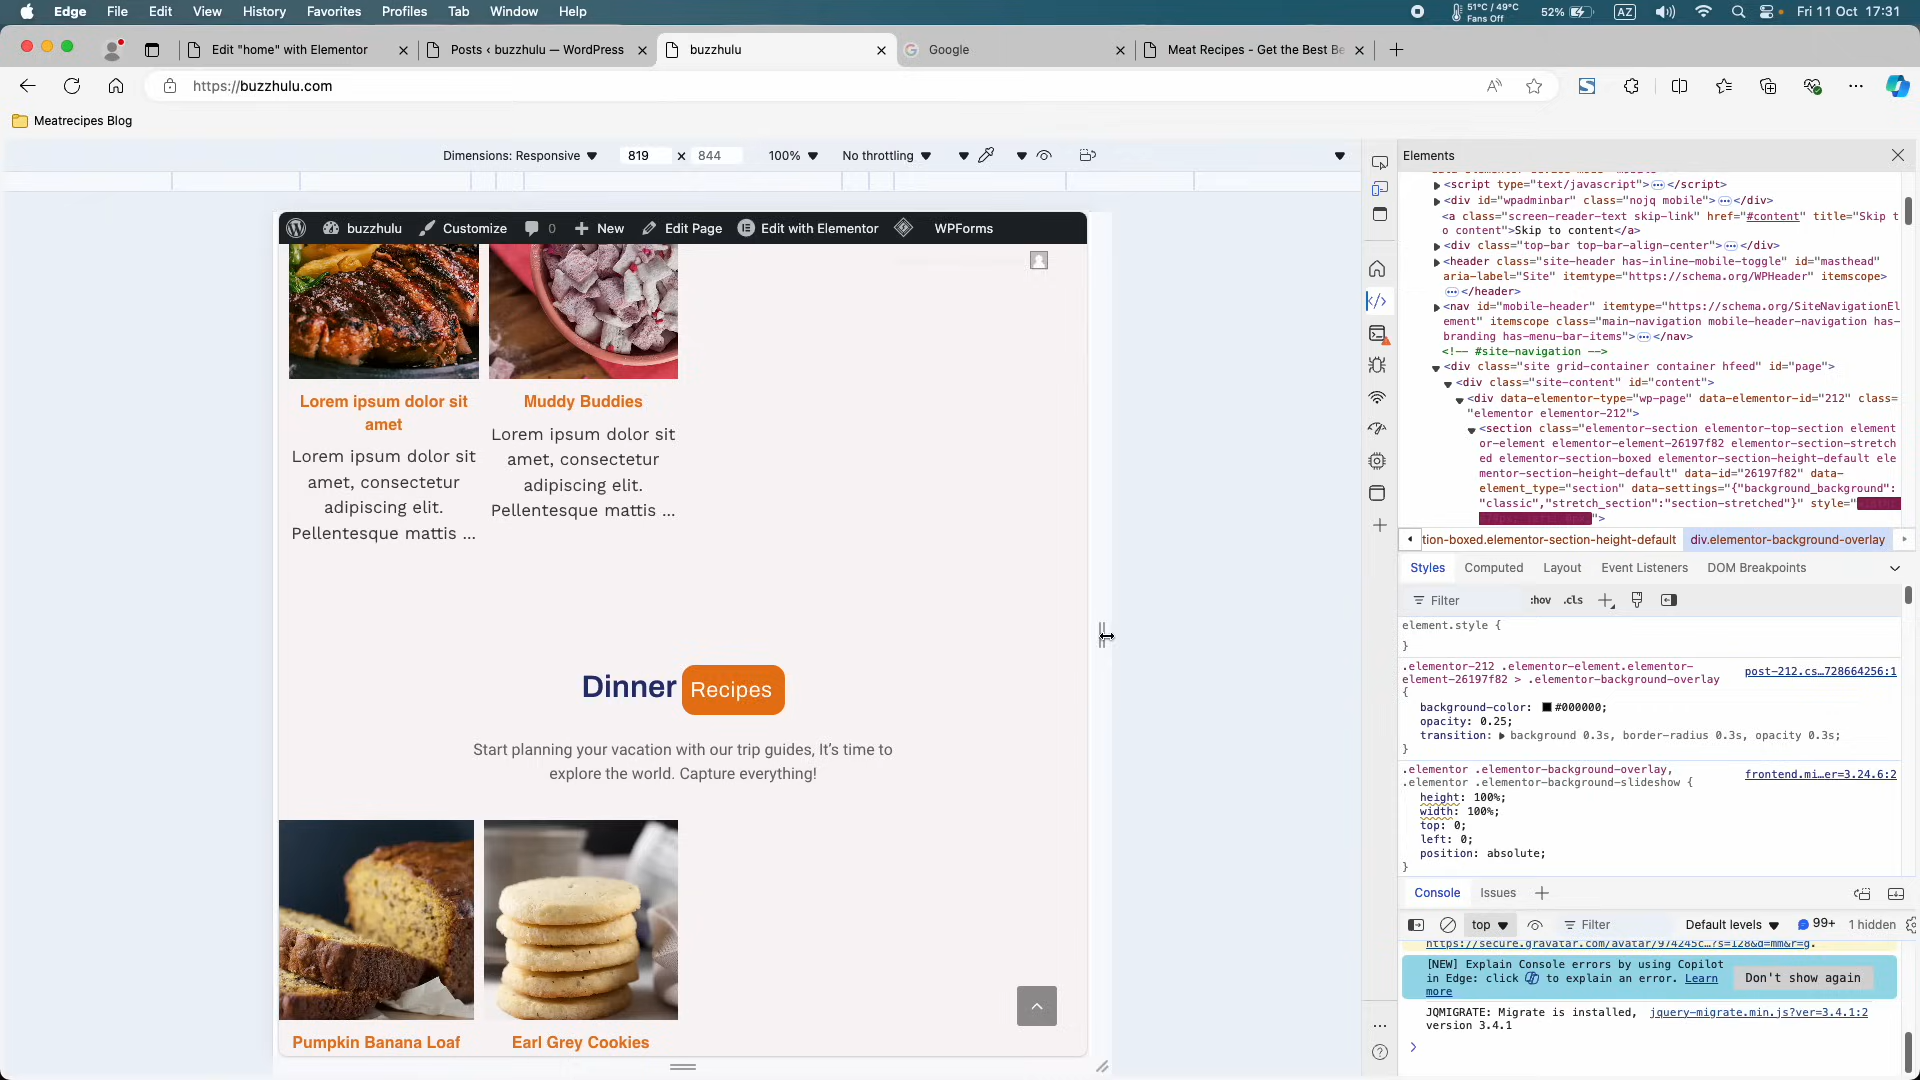 Edge File Edit View History Favorites Profiles Tab Window Help
51°C / 49°C
Fans Off
52% AZ Fri 11 Oct 17:31
Edit "home" with Elementor
Posts ‹ buzzhulu — WordPress
buzzhulu
Google
Meat Recipes - Get the Best Be
https://buzzhulu.com
Meatrecipes Blog
Dimensions: Responsive 819 x 844 100% No throttling
buzzhulu Customize 0 New Edit Page Edit with Elementor WPForms
Lorem ipsum dolor sit
amet
Lorem ipsum dolor sit
amet, consectetur
adipiscing elit.
Pellentesque mattis ...
Muddy Buddies
Lorem ipsum dolor sit
amet, consectetur
adipiscing elit.
Pellentesque mattis ...
Dinner Recipes
Start planning your vacation with our trip guides, It's time to
explore the world. Capture everything!
Pumpkin Banana Loaf
Earl Grey Cookies
Elements
<script type="text/javascript"> </script>
<div id="wpadminbar" class="nojq mobile"> </div>
<a class="screen-reader-text skip-link" href="#content" title="Skip t
o content">Skip to content</a>
<div class="top-bar top-bar-align-center"> </div>
<header class="site-header has-inline-mobile-toggle" id="masthead"
aria-label="Site" itemtype="https://schema.org/WPHeader" itemscope>
</header>
<nav id="mobile-header" itemtype="https://schema.org/SiteNavigationEl
ement" itemscope class="main-navigation mobile-header-navigation has-
branding has-menu-bar-items"> </nav>
<!-- #site-navigation -->
<div class="site grid-container container hfeed" id="page">
<div class="site-content" id="content">
<div data-elementor-type="wp-page" data-elementor-id="212" class=
"elementor elementor-212">
<section class="elementor-section elementor-top-section element
or-element elementor-element-26197f82 elementor-section-stretch
ed elementor-section-boxed elementor-section-height-default ele
mentor-section-height-default" data-id="26197f82" data-
element_type="section" data-settings="{"background_background":
"classic","stretch_section":"section-stretched"}" style="
">
tion-boxed.elementor-section-height-default div.elementor-background-overlay
Styles Computed Layout Event Listeners DOM Breakpoints
Filter :hov .cls
element.style {
}
.elementor-212 .elementor-element.elementor- post-212.cs…728664256:1
element-26197f82 > .elementor-background-overlay
{
background-color: #000000;
opacity: 0.25;
transition: background 0.3s, border-radius 0.3s, opacity 0.3s;
}
.elementor .elementor-background-overlay, frontend.mi…er=3.24.6:2
.elementor .elementor-background-slideshow {
height: 100%;
width: 100%;
top: 0;
left: 0;
position: absolute;
}
Console Issues
top Filter Default levels 99+ 1 hidden
https://secure.gravatar.com/avatar/974245c…?s=128&d=mm&r=g.
[NEW] Explain Console errors by using Copilot
in Edge: click to explain an error. Learn
more
Don't show again
JQMIGRATE: Migrate is installed, jquery-migrate.min.js?ver=3.4.1:2
version 3.4.1